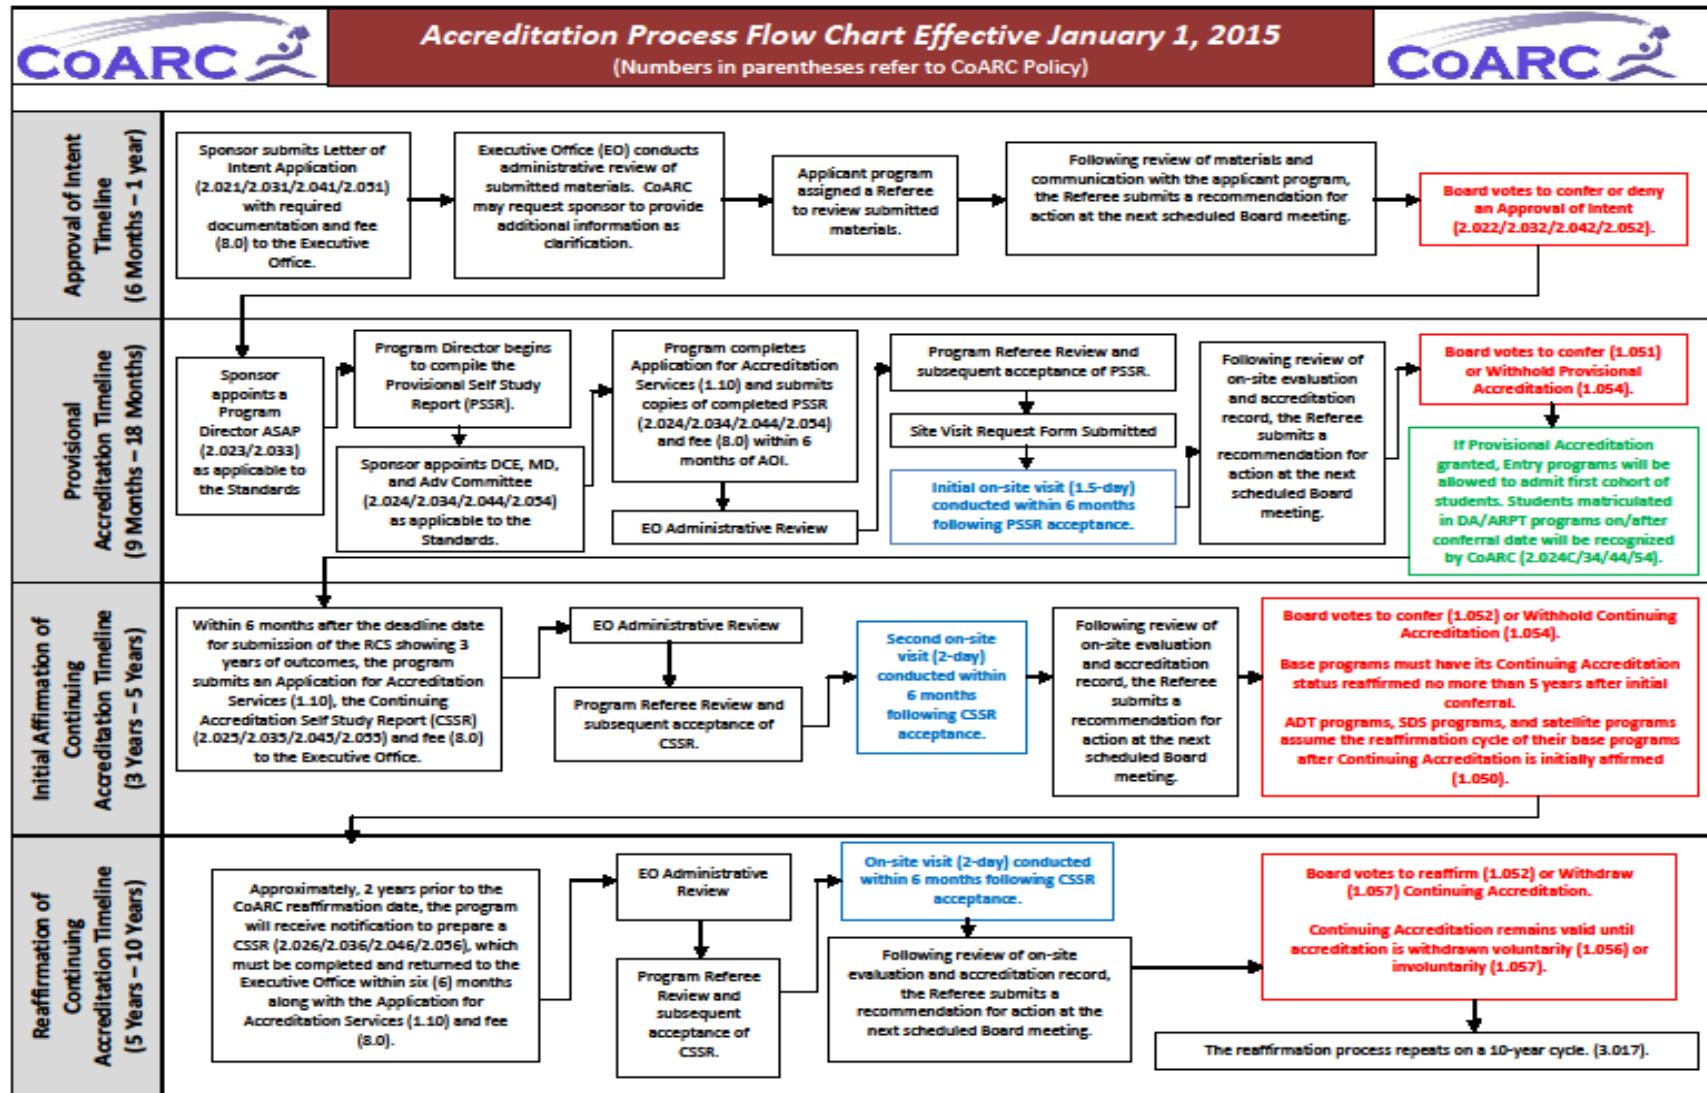 CoARC
Accreditation Process Flow Chart Effective January 1, 2015
(Numbers in parentheses refer to CoARC Policy)
CoARC
Approval of Intent
Timeline
(6 Months – 1 year)
Sponsor submits Letter of
Intent Application
(2.021/2.031/2.041/2.051)
with required
documentation and fee
(8.0) to the Executive
Office.
Executive Office (EO) conducts
administrative review of
submitted materials. CoARC
may request sponsor to provide
additional information as
clarification.
Applicant program
assigned a Referee
to review submitted
materials.
Following review of materials and
communication with the applicant program,
the Referee submits a recommendation for
action at the next scheduled Board meeting.
Board votes to confer or deny
an Approval of Intent
(2.022/2.032/2.042/2.052).
Provisional
Accreditation Timeline
(9 Months – 18 Months)
Sponsor
appoints a
Program
Director ASAP
(2.023/2.033)
as applicable to
the Standards
Program Director begins
to compile the
Provisional Self Study
Report (PSSR).
Sponsor appoints DCE, MD,
and Adv Committee
(2.024/2.034/2.044/2.054)
as applicable to the
Standards.
Program completes
Application for Accreditation
Services (1.10) and submits
copies of completed PSSR
(2.024/2.034/2.044/2.054)
and fee (8.0) within 6
months of AOI.
EO Administrative Review
Program Referee Review and
subsequent acceptance of PSSR.
Site Visit Request Form Submitted
Initial on-site visit (1.5-day)
conducted within 6 months
following PSSR acceptance.
Following review of
on-site evaluation
and accreditation
record, the Referee
submits a
recommendation for
action at the next
scheduled Board
meeting.
Board votes to confer (1.051)
or Withhold Provisional
Accreditation (1.054).
If Provisional Accreditation
granted, Entry programs will be
allowed to admit first cohort of
students. Students matriculated
in DA/ARPT programs on/after
conferral date will be recognized
by CoARC (2.024C/34/44/54).
Initial Affirmation of
Continuing
Accreditation Timeline
(3 Years – 5 Years)
Within 6 months after the deadline date
for submission of the RCS showing 3
years of outcomes, the program
submits an Application for Accreditation
Services (1.10), the Continuing
Accreditation Self Study Report (CSSR)
(2.025/2.035/2.045/2.055) and fee (8.0)
to the Executive Office.
EO Administrative Review
Program Referee Review and
subsequent acceptance of
CSSR.
Second on-site
visit (2-day)
conducted within
6 months
following CSSR
acceptance.
Following review of
on-site evaluation
and accreditation
record, the Referee
submits a
recommendation for
action at the next
scheduled Board
meeting.
Board votes to confer (1.052) or Withhold Continuing
Accreditation (1.054).
Base programs must have its Continuing Accreditation
status reaffirmed no more than 5 years after initial
conferral.
ADT programs, SDS programs, and satellite programs
assume the reaffirmation cycle of their base programs
after Continuing Accreditation is initially affirmed
(1.050).
Reaffirmation of
Continuing
Accreditation Timeline
(5 Years – 10 Years)
Approximately, 2 years prior to the
CoARC reaffirmation date, the program
will receive notification to prepare a
CSSR (2.026/2.036/2.046/2.056), which
must be completed and returned to the
Executive Office within six (6) months
along with the Application for
Accreditation Services (1.10) and fee
(8.0).
EO Administrative
Review
Program Referee
Review and
subsequent
acceptance of
CSSR.
On-site visit (2-day) conducted
within 6 months following CSSR
acceptance.
Following review of on-site
evaluation and accreditation record,
the Referee submits a
recommendation for action at the
next scheduled Board meeting.
Board votes to reaffirm (1.052) or Withdraw
(1.057) Continuing Accreditation.
Continuing Accreditation remains valid until
accreditation is withdrawn voluntarily (1.056) or
involuntarily (1.057).
The reaffirmation process repeats on a 10-year cycle. (3.017).